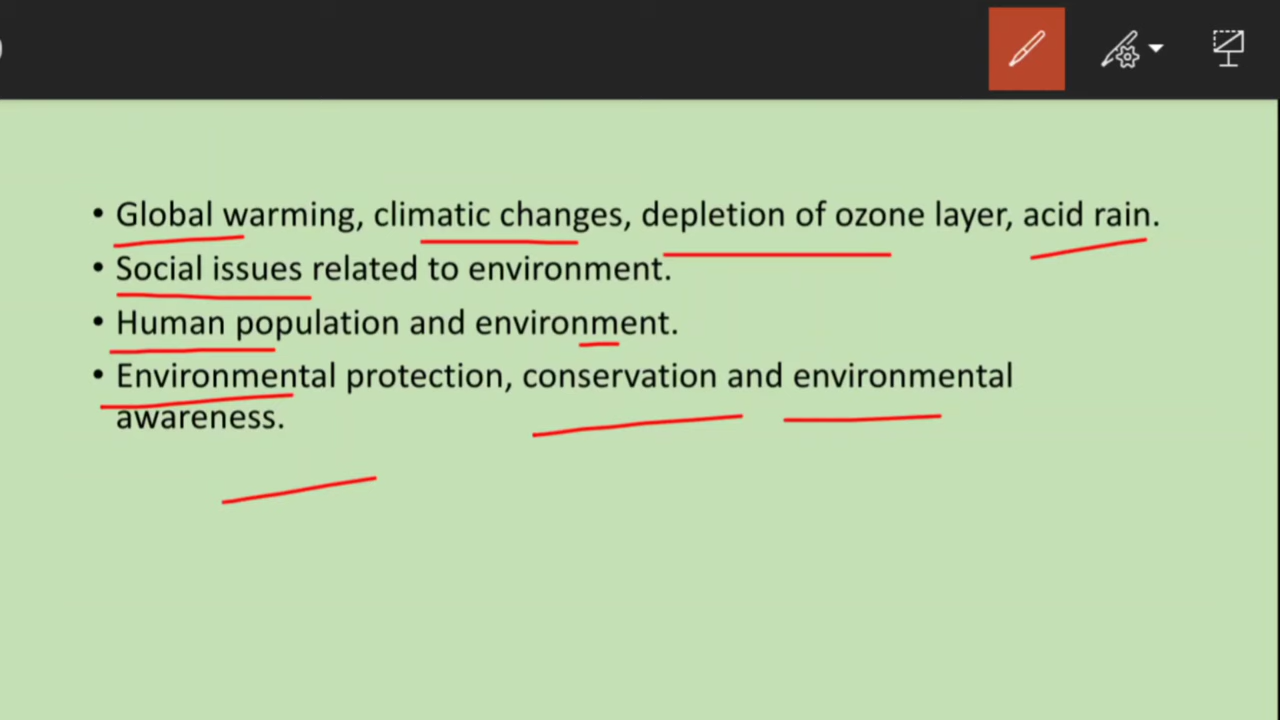 • Global warming, climatic changes, depletion of ozone layer, acid rain.
• Social issues related to environment.
• Human population and environment.
• Environmental protection, conservation and environmental
awareness.